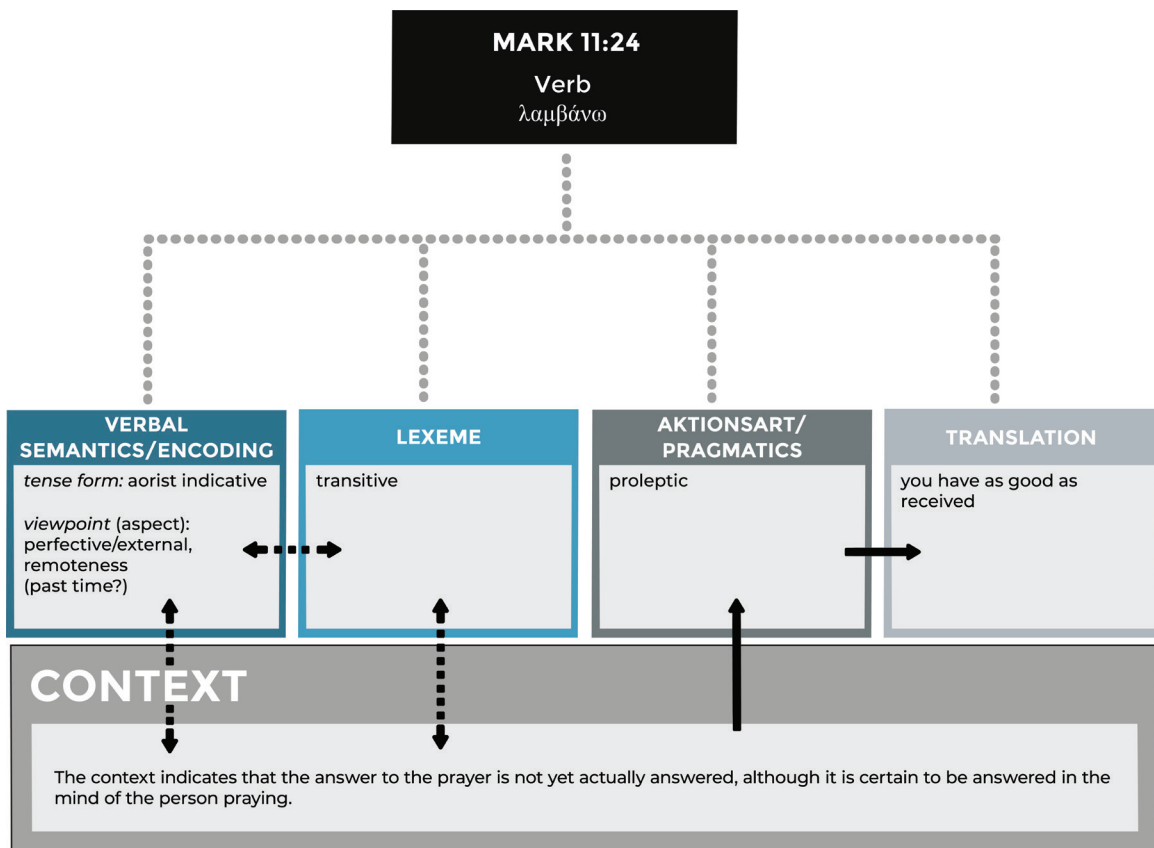 MARK 11:24
Verb
λαμβάνω
VERBAL
SEMANTICS/ENCODING
tense form: aorist indicative
viewpoint (aspect):
perfective/external,
remoteness
(past time?)
LEXEME
transitive
AKTIONSART/
PRAGMATICS
proleptic
TRANSLATION
you have as good as
received
CONTEXT
The context indicates that the answer to the prayer is not yet actually answered, although it is certain to be answered in the
mind of the person praying.